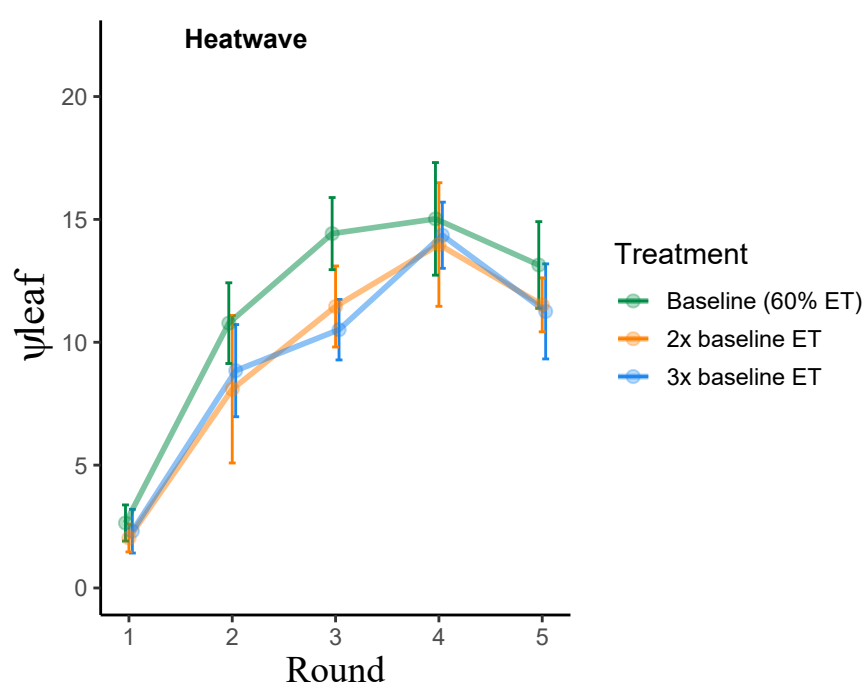 Heatwave
20
15
10
5
0
ψleaf
1 2 3 4 5
Round
Treatment
Baseline (60% ET)
2x baseline ET
3x baseline ET